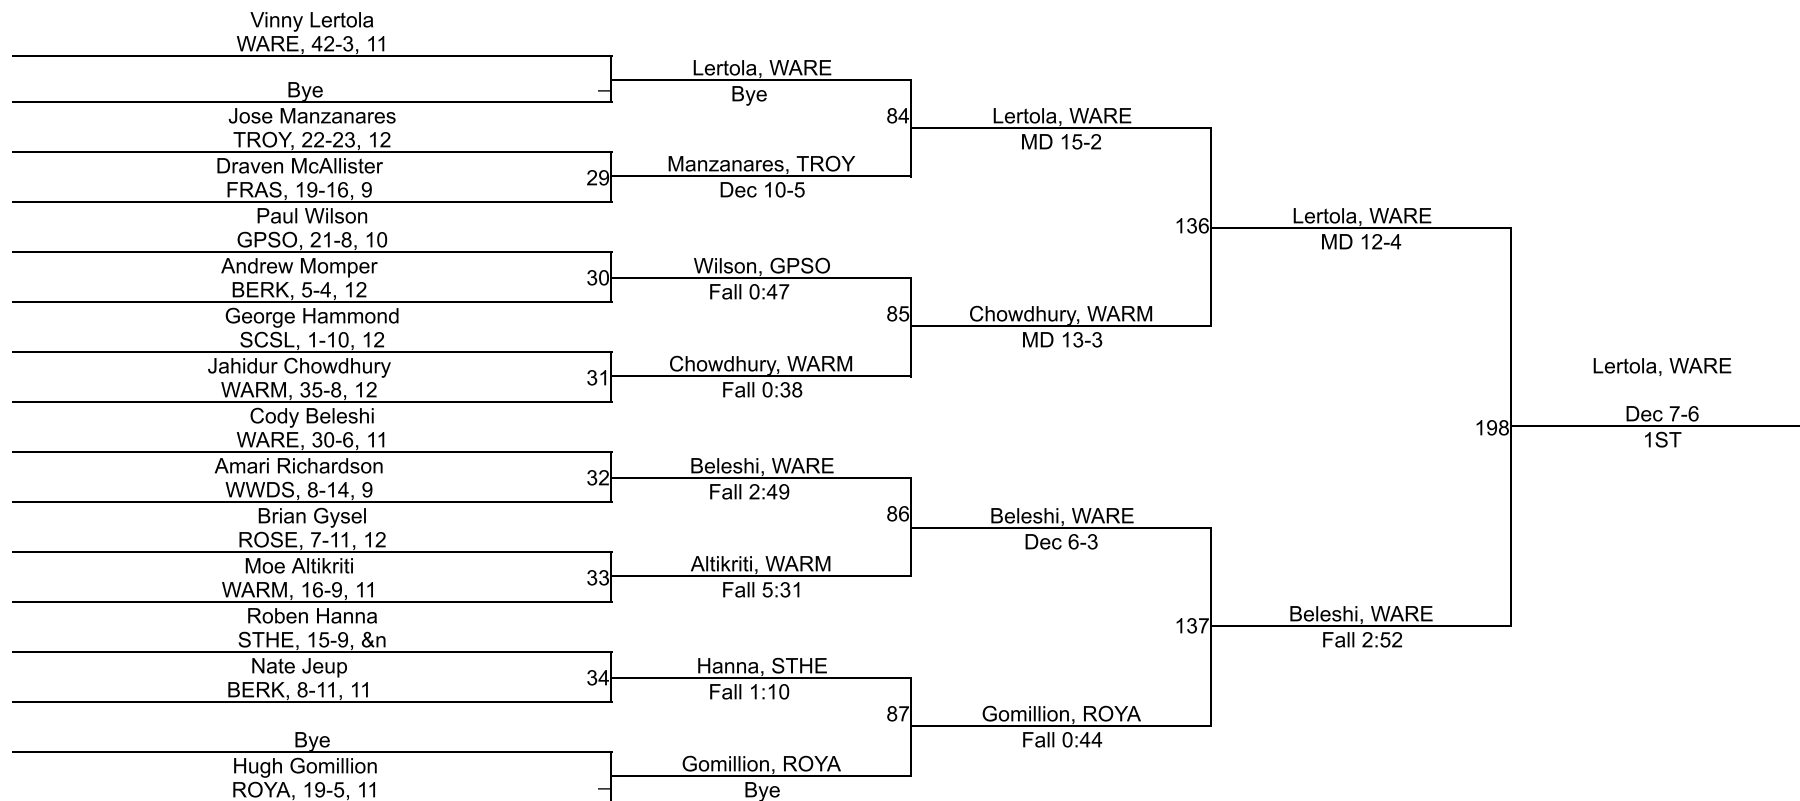 Vinny Lertola
WARE, 42-3, 11
Bye
Jose Manzanares
TROY, 22-23, 12
Draven McAllister
FRAS, 19-16, 9
Paul Wilson
GPSO, 21-8, 10
Andrew Momper
BERK, 5-4, 12
George Hammond
SCSL, 1-10, 12
Jahidur Chowdhury
WARM, 35-8, 12
Cody Beleshi
WARE, 30-6, 11
Amari Richardson
WWDS, 8-14, 9
Brian Gysel
ROSE, 7-11, 12
Moe Altikriti
WARM, 16-9, 11
Roben Hanna
STHE, 15-9, &n
Nate Jeup
BERK, 8-11, 11
Bye
Hugh Gomillion
ROYA, 19-5, 11
Lertola, WARE
Bye
29
Manzanares, TROY
Dec 10-5
30
Wilson, GPSO
Fall 0:47
31
Chowdhury, WARM
Fall 0:38
32
Beleshi, WARE
Fall 2:49
33
Altikriti, WARM
Fall 5:31
34
Hanna, STHE
Fall 1:10
Gomillion, ROYA
Bye
84
Lertola, WARE
MD 15-2
85
Chowdhury, WARM
MD 13-3
86
Beleshi, WARE
Dec 6-3
87
Gomillion, ROYA
Fall 0:44
136
Lertola, WARE
MD 12-4
137
Beleshi, WARE
Fall 2:52
198
Lertola, WARE
Dec 7-6
1ST